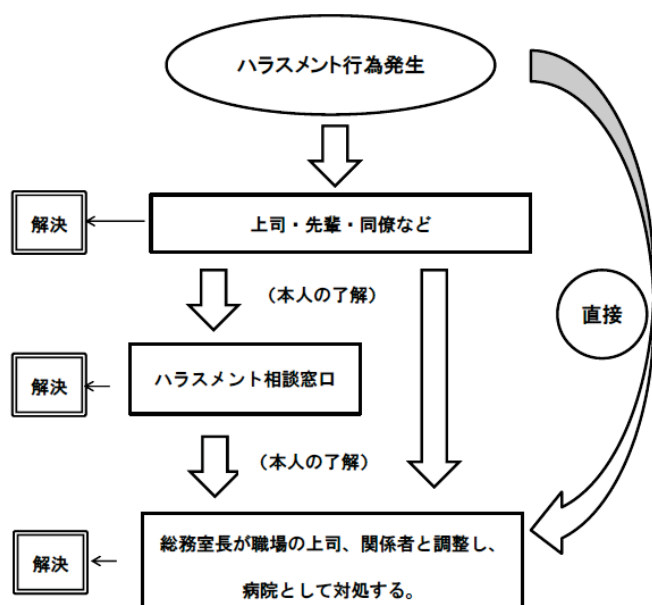 ハラスメント行為発生
解決
上司・先輩・同僚など
（本人の了解）
直接
解決
ハラスメント相談窓口
（本人の了解）
解決
総務室長が職場の上司、関係者と調整し、
病院として対処する。